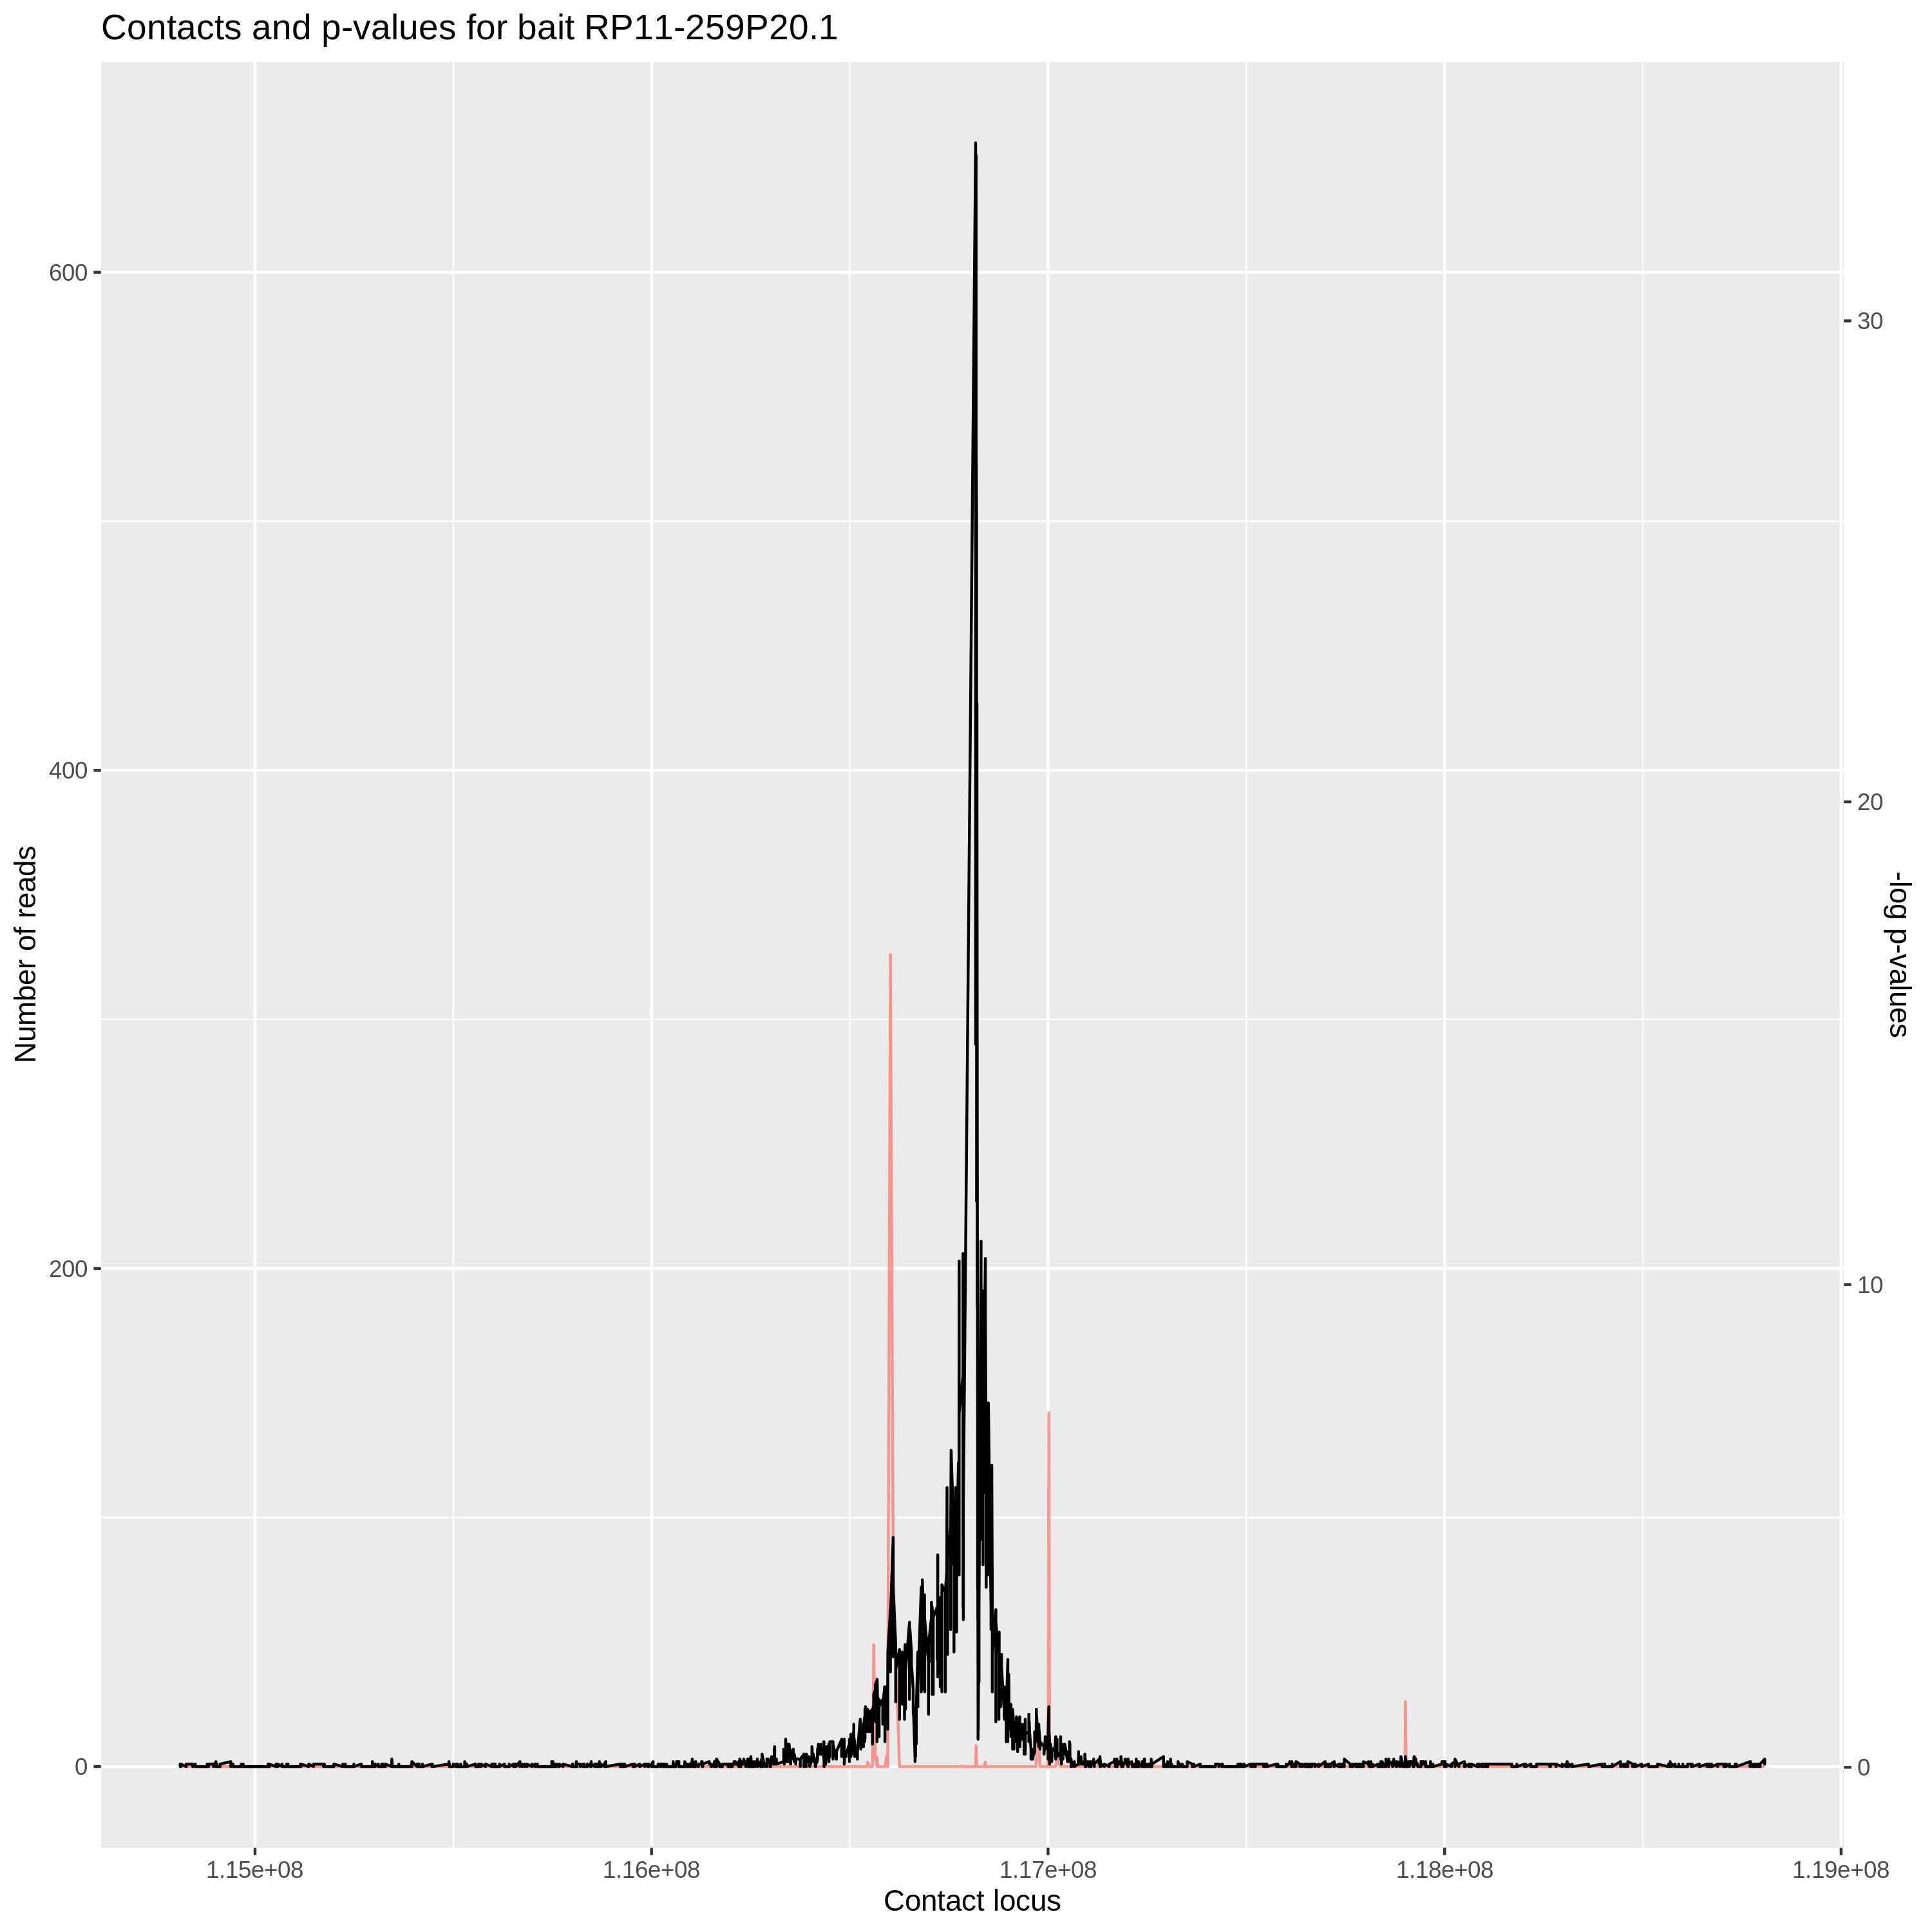 Contacts and p-values for bait RP11-259P20.1
600
400
200
0
30
20
10
0
Number of reads
-log p-values
1.15e+08 1.16e+08 1.17e+08 1.18e+08 1.19e+08
Contact locus